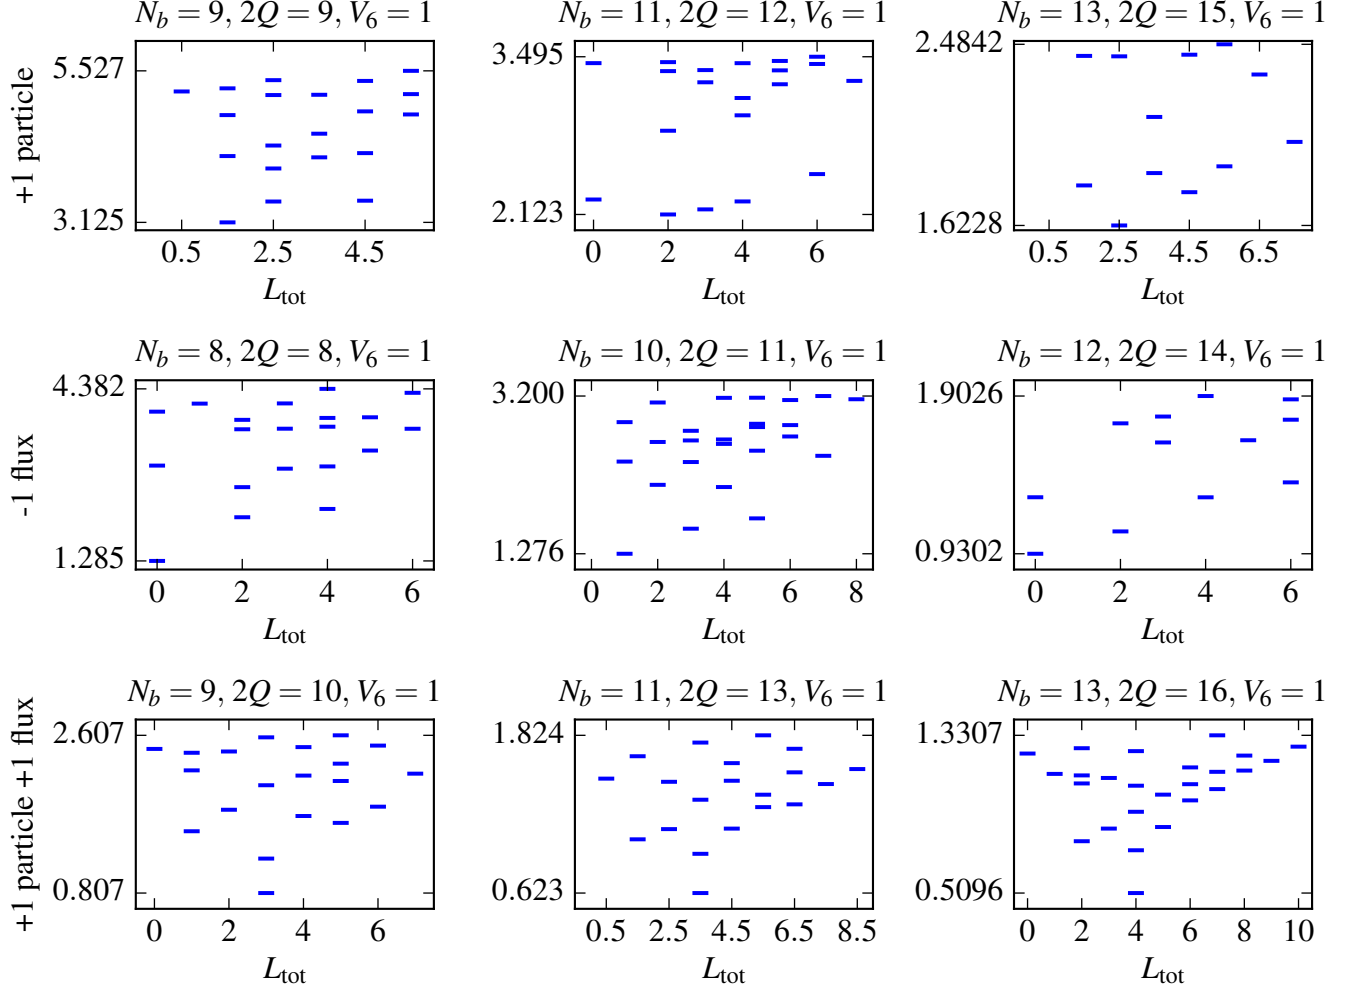 N_b = 9, 2Q = 9, V_6 = 1
N_b = 11, 2Q = 12, V_6 = 1
N_b = 13, 2Q = 15, V_6 = 1
+1 particle
5.527
3.125
0.5 2.5 4.5
L_tot
3.495
2.123
0 2 4 6
L_tot
2.4842
1.6228
0.5 2.5 4.5 6.5
L_tot
N_b = 8, 2Q = 8, V_6 = 1
N_b = 10, 2Q = 11, V_6 = 1
N_b = 12, 2Q = 14, V_6 = 1
-1 flux
4.382
1.285
0 2 4 6
L_tot
3.200
1.276
0 2 4 6 8
L_tot
1.9026
0.9302
0 2 4 6
L_tot
N_b = 9, 2Q = 10, V_6 = 1
N_b = 11, 2Q = 13, V_6 = 1
N_b = 13, 2Q = 16, V_6 = 1
+1 particle +1 flux
2.607
0.807
0 2 4 6
L_tot
1.824
0.623
0.5 2.5 4.5 6.5 8.5
L_tot
1.3307
0.5096
0 2 4 6 8 10
L_tot